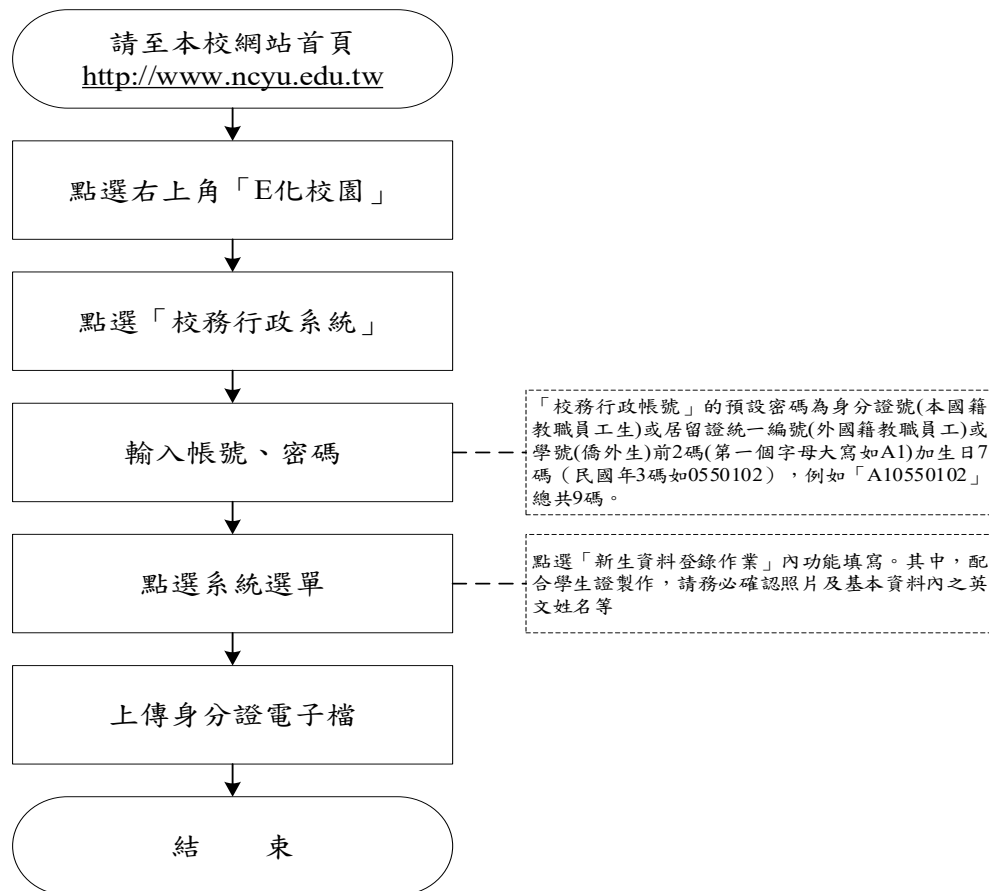 請至本校網站首頁
http://www.ncyu.edu.tw
點選右上角「E化校園」
點選「校務行政系統」
輸入帳號、密碼
「校務行政帳號」的預設密碼為身分證號(本國籍
教職員工生)或居留證統一編號(外國籍教職員工)或
學號(僑外生)前2碼(第一個字母大寫如A1)加生日7
碼（民國年3碼如0550102），例如「A10550102」
總共9碼。
點選系統選單
點選「新生資料登錄作業」內功能填寫。其中，配
合學生證製作，請務必確認照片及基本資料內之英
文姓名等
上傳身分證電子檔
結　　束